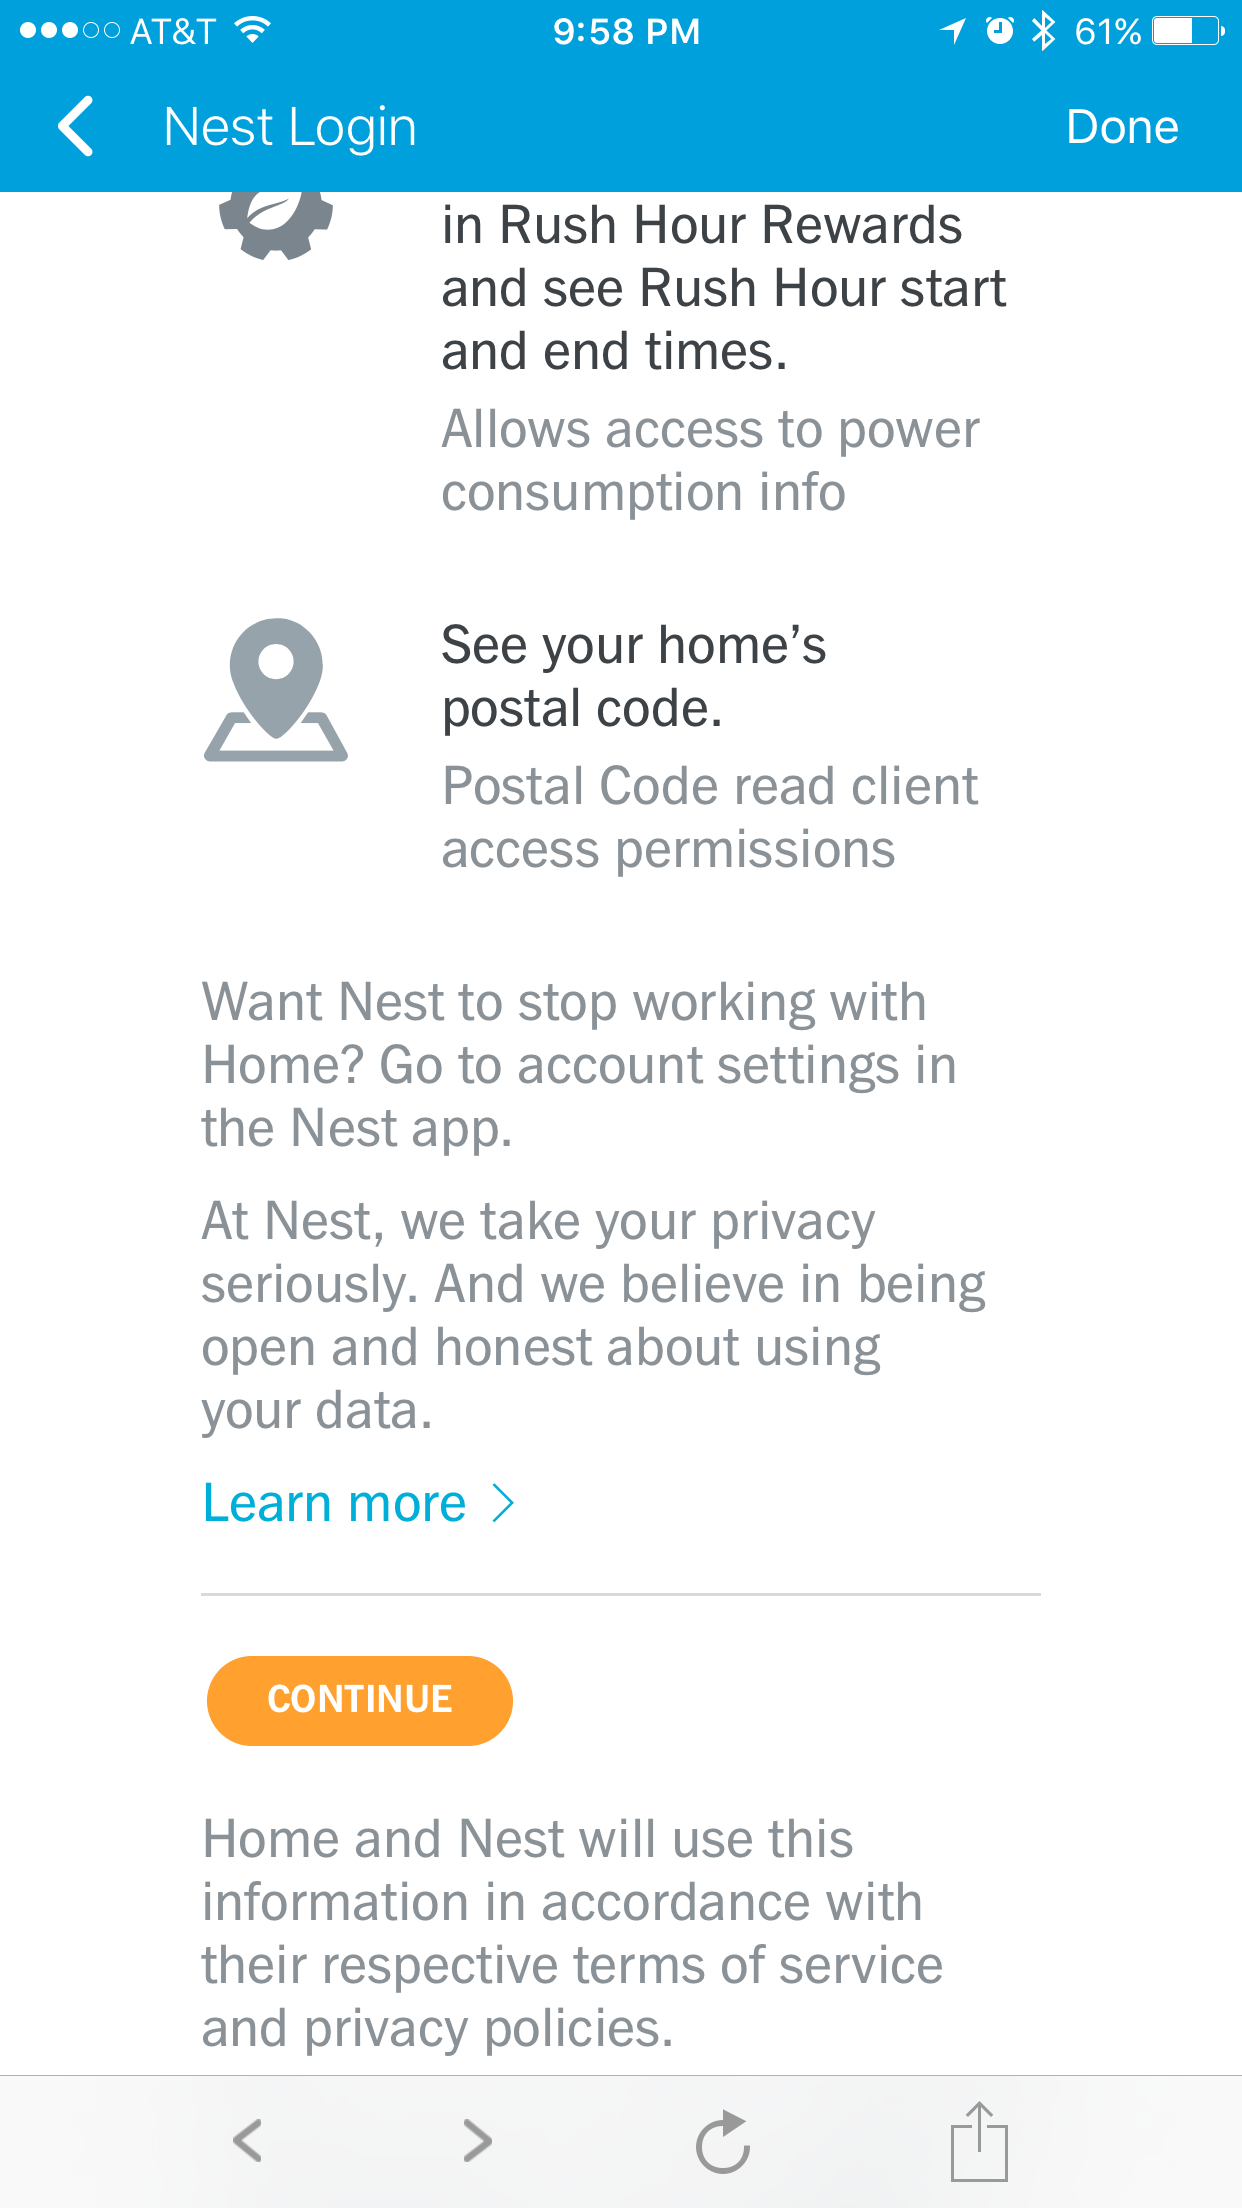 AT&T 9:58 PM 61%
Nest Login Done
in Rush Hour Rewards
and see Rush Hour start
and end times.
Allows access to power
consumption info
See your home’s
postal code.
Postal Code read client
access permissions
Want Nest to stop working with
Home? Go to account settings in
the Nest app.
At Nest, we take your privacy
seriously. And we believe in being
open and honest about using
your data.
Learn more
CONTINUE
Home and Nest will use this
information in accordance with
their respective terms of service
and privacy policies.